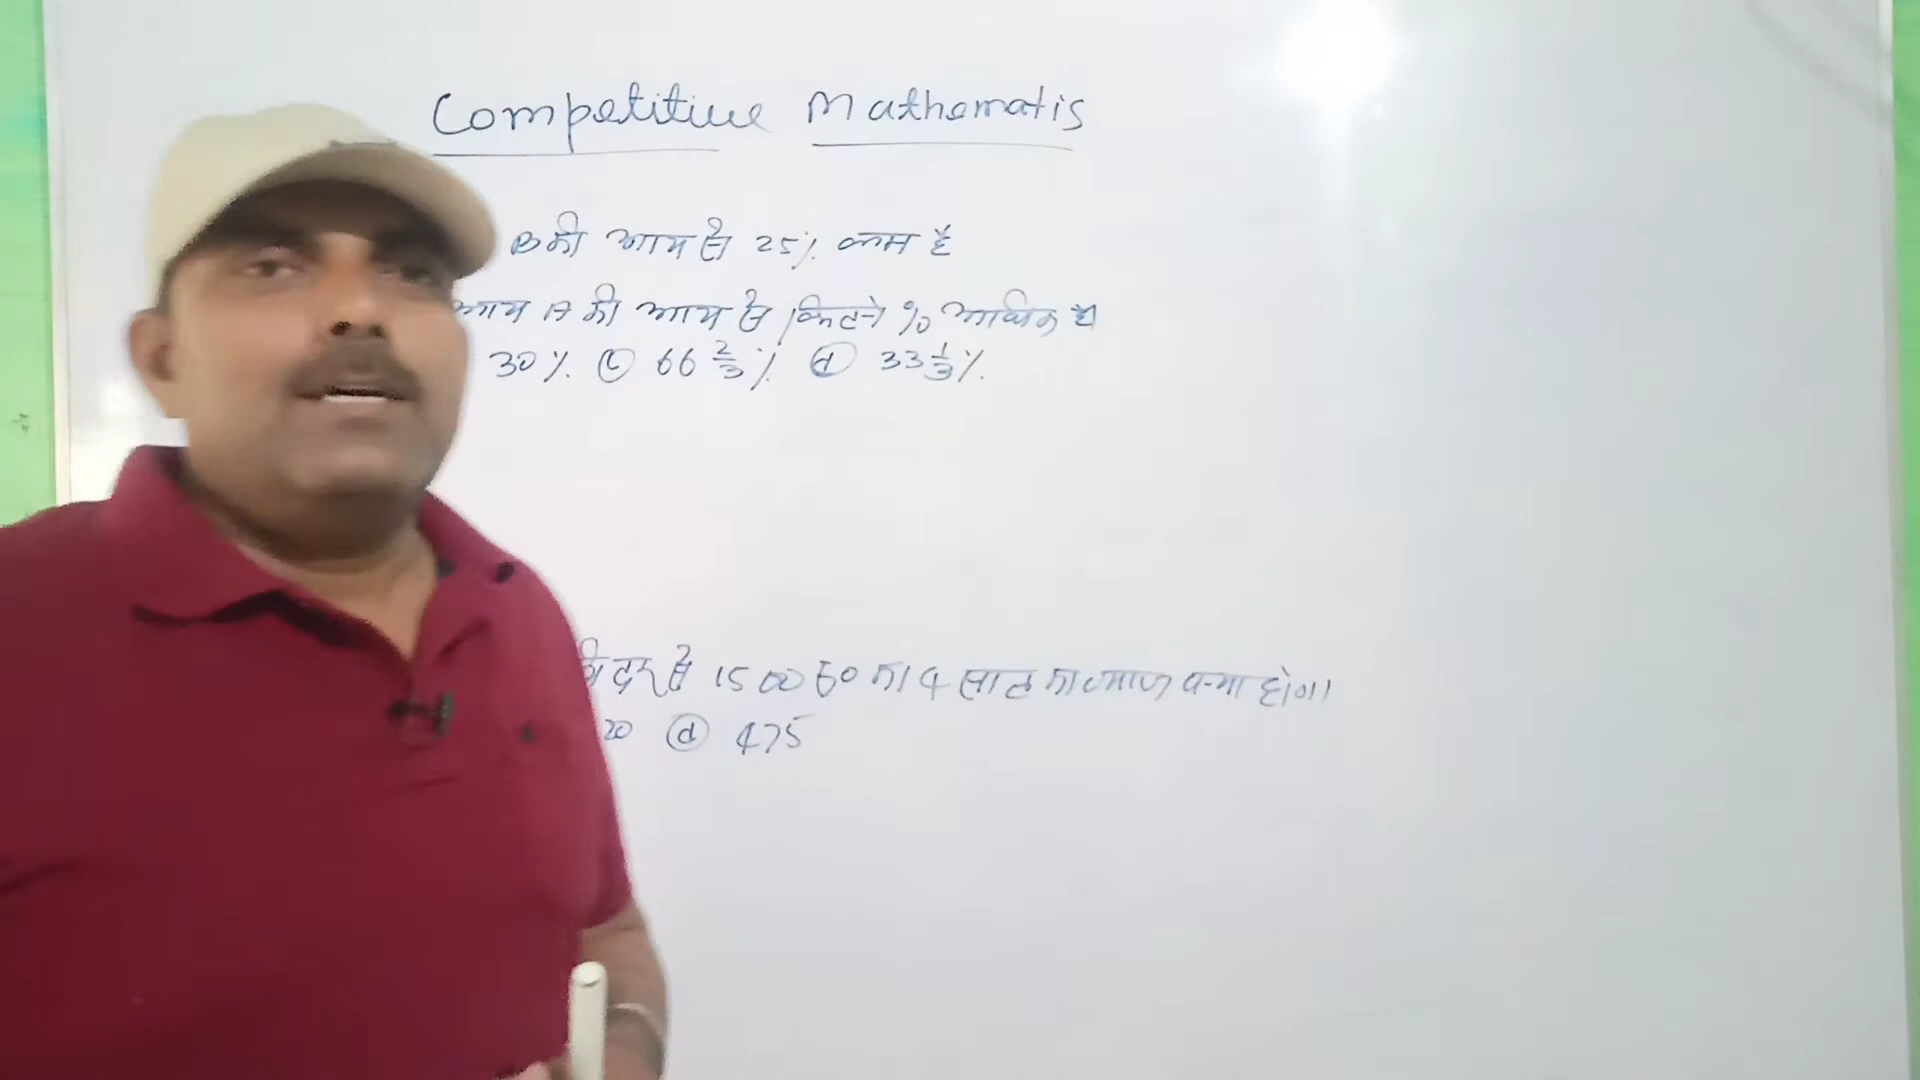 Competitive Mathematis
B की आय से 25% कम है
आय A की आय से कितने % अधिक है
30% (c) 66 2/3 % (d) 33 1/3 %
दर से 1500 रु० का 4 साल का ब्याज क्या होगा
20 (d) 475